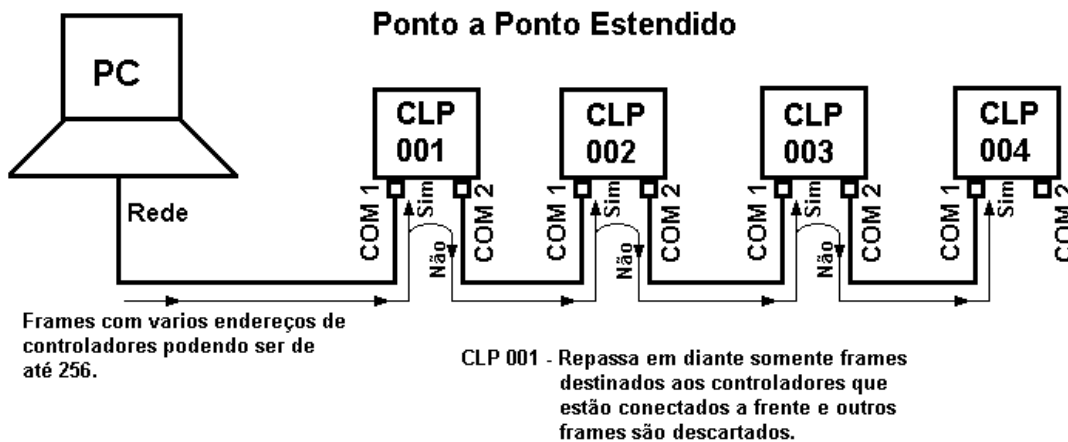 Ponto a Ponto Estendido
PC
CLP
001
CLP
002
CLP
003
CLP
004
Rede
COM 1
Sim
Não
COM 2
COM 1
Sim
Não
COM 2
COM 1
Sim
Não
COM 2
COM 1
Sim
COM 2
Frames com varios endereços de
controladores podendo ser de
até 256.
CLP 001 - Repassa em diante somente frames
destinados aos controladores que
estão conectados a frente e outros
frames são descartados.